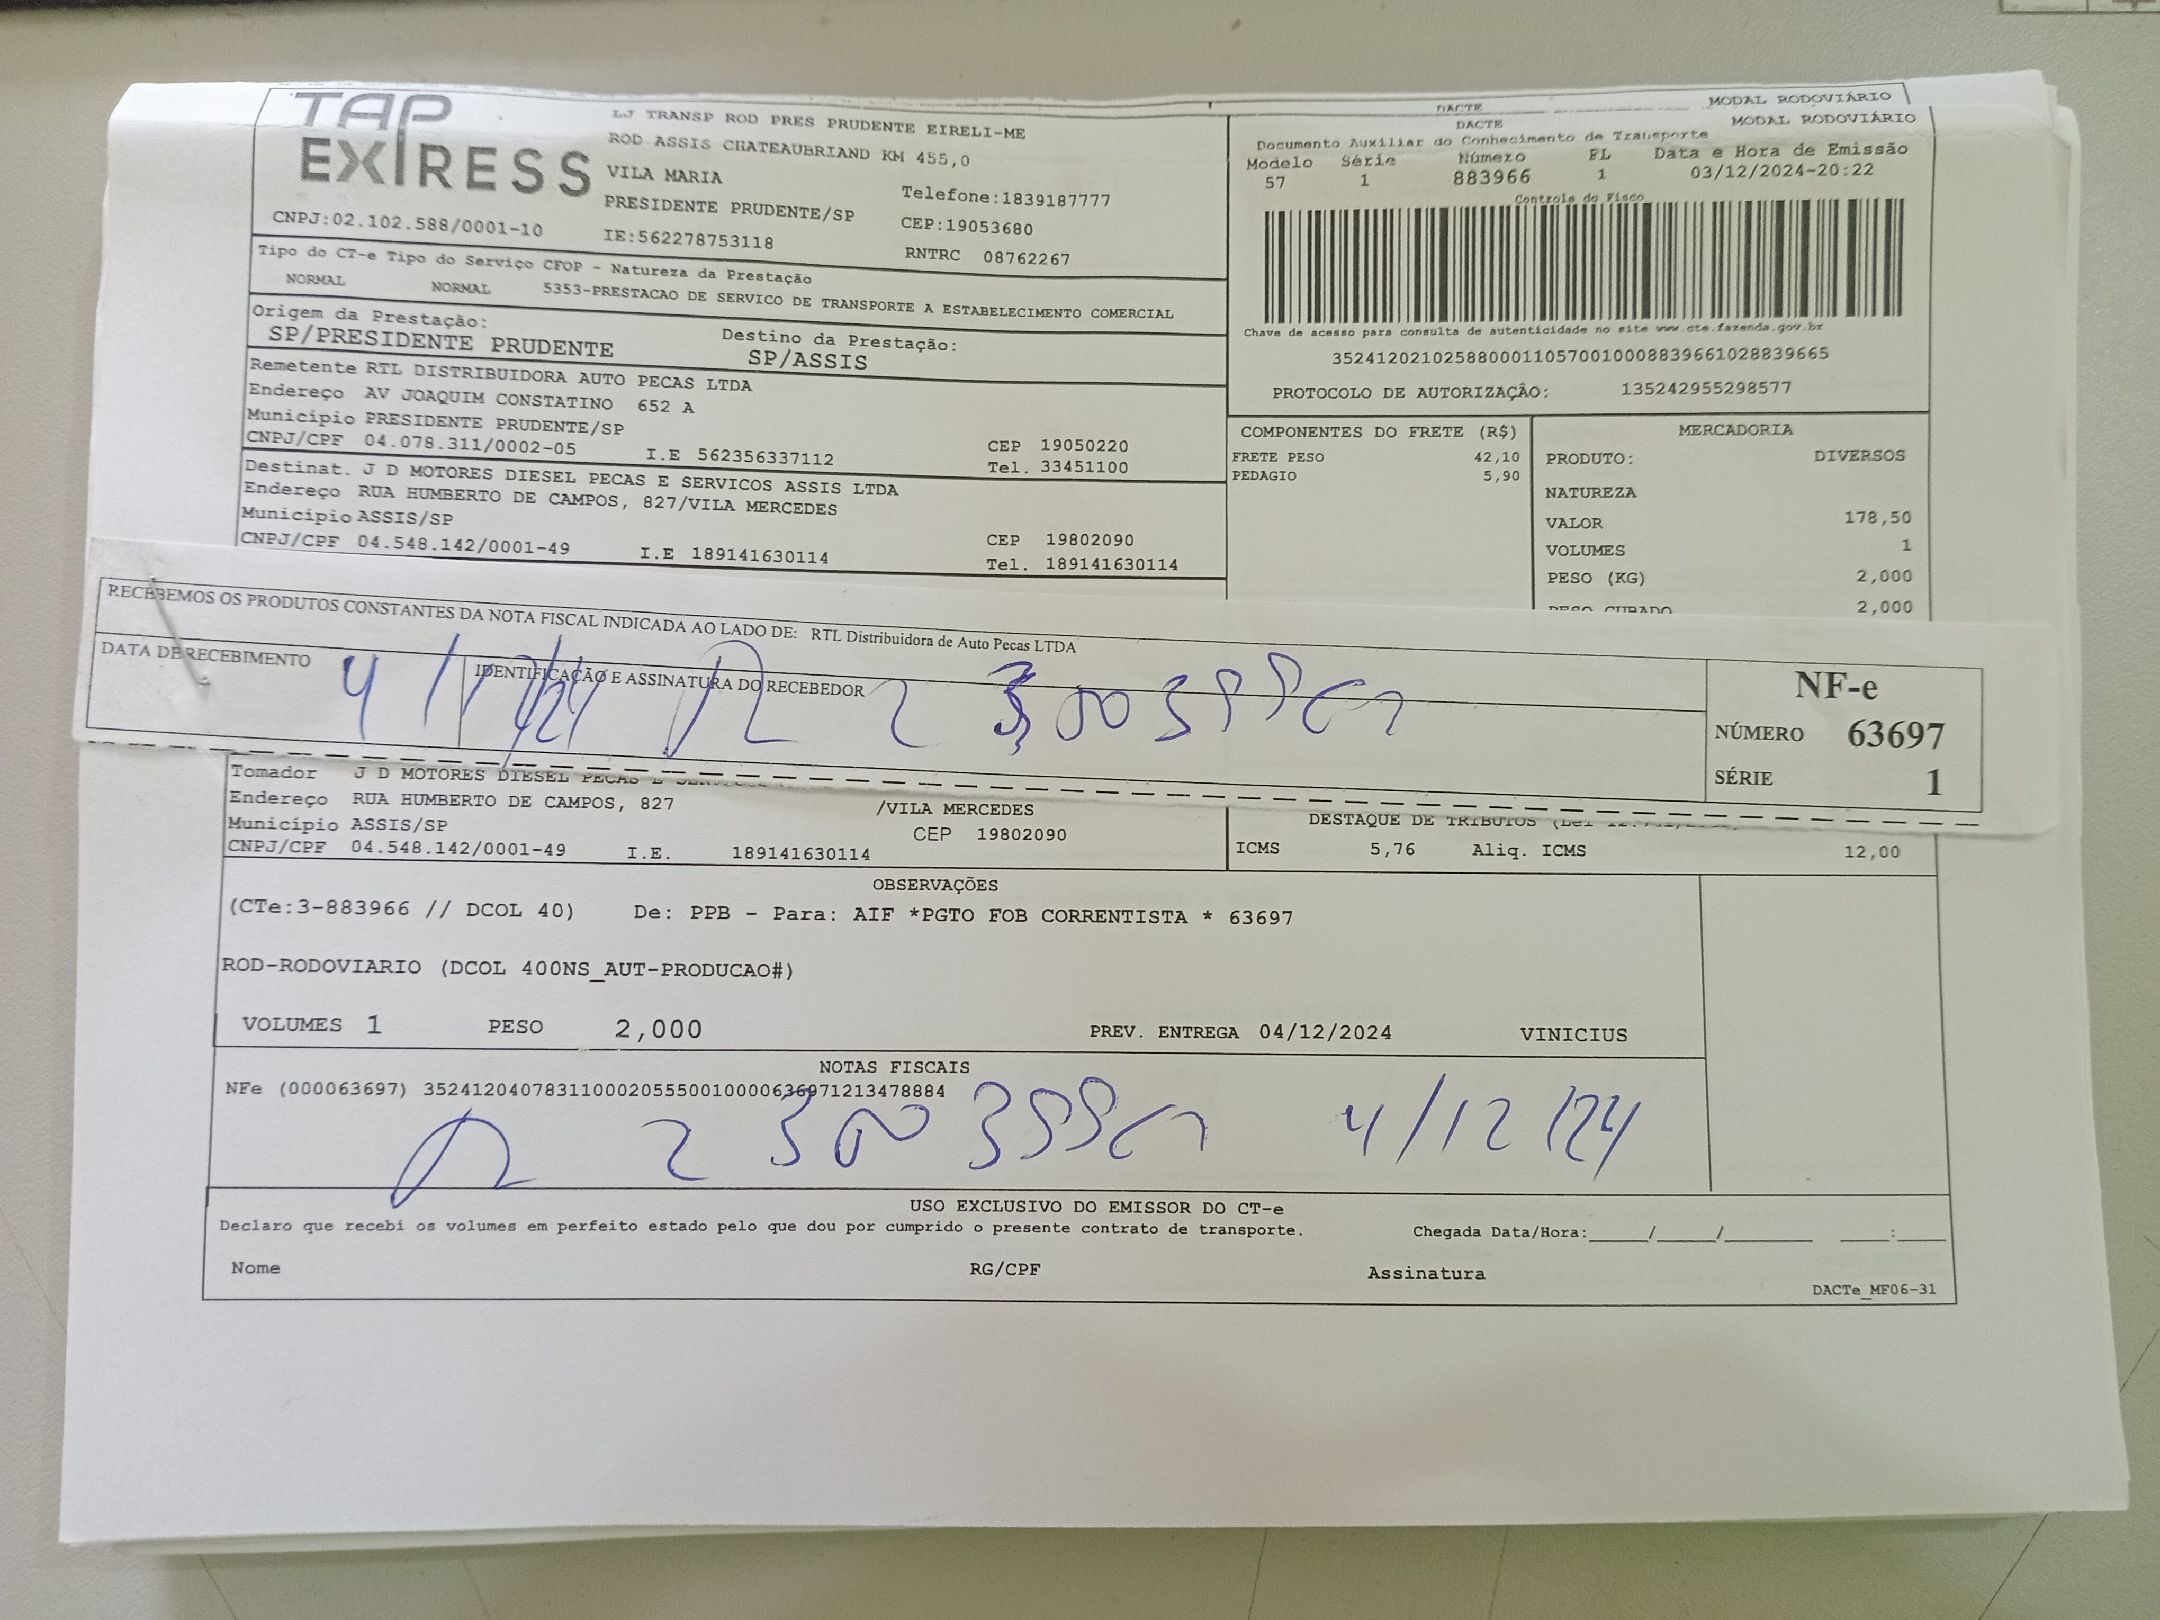 TAP
EXPRESS
CNPJ:02.102.588/0001-10
LJ TRANSP ROD PRES PRUDENTE EIRELI-ME
ROD ASSIS CHATEAUBRIAND KM 455,0
VILA MARIA
PRESIDENTE PRUDENTE/SP
IE:562278753118
Telefone:1839187777
CEP:19053680
RNTRC 08762267
DACTE MODAL RODOVIÁRIO
DACTE MODAL RODOVIÁRIO
Documento Auxiliar do Conhecimento de Transporte
Modelo Série Número FL Data e Hora de Emissão
57 1 883966 1 03/12/2024-20:22
Controle do Fisco
Chave de acesso para consulta de autenticidade no site www.cte.fazenda.gov.br
35241202102588000110570010008839661028839665
PROTOCOLO DE AUTORIZAÇÃO: 135242955298577
Tipo do CT-e Tipo do Serviço CFOP - Natureza da Prestação
NORMAL NORMAL 5353-PRESTACAO DE SERVICO DE TRANSPORTE A ESTABELECIMENTO COMERCIAL
Origem da Prestação: Destino da Prestação:
SP/PRESIDENTE PRUDENTE SP/ASSIS
Remetente RTL DISTRIBUIDORA AUTO PECAS LTDA
Endereço AV JOAQUIM CONSTATINO 652 A
Município PRESIDENTE PRUDENTE/SP CEP 19050220
CNPJ/CPF 04.078.311/0002-05 I.E 562356337112 Tel. 33451100
Destinat. J D MOTORES DIESEL PECAS E SERVICOS ASSIS LTDA
Endereço RUA HUMBERTO DE CAMPOS, 827/VILA MERCEDES
Município ASSIS/SP CEP 19802090
CNPJ/CPF 04.548.142/0001-49 I.E 189141630114 Tel. 189141630114
COMPONENTES DO FRETE (R$)
FRETE PESO 42,10
PEDAGIO 5,90
MERCADORIA
PRODUTO: DIVERSOS
NATUREZA
VALOR 178,50
VOLUMES 1
PESO (KG) 2,000
PESO CUBADO 2,000
RECEBEMOS OS PRODUTOS CONSTANTES DA NOTA FISCAL INDICADA AO LADO DE: RTL Distribuidora de Auto Pecas LTDA
DATA DE RECEBIMENTO IDENTIFICAÇÃO E ASSINATURA DO RECEBEDOR
4/12/24
NF-e
NÚMERO 63697
SÉRIE 1
Tomador J D MOTORES DIESEL PECAS E
Endereço RUA HUMBERTO DE CAMPOS, 827 /VILA MERCEDES
Município ASSIS/SP CEP 19802090
CNPJ/CPF 04.548.142/0001-49 I.E. 189141630114
DESTAQUE DE TRIBUTOS
ICMS 5,76 Aliq. ICMS 12,00
OBSERVAÇÕES
(CTe:3-883966 // DCOL 40) De: PPB - Para: AIF *PGTO FOB CORRENTISTA * 63697
ROD-RODOVIARIO (DCOL 400NS_AUT-PRODUCAO#)
VOLUMES 1 PESO 2,000 PREV. ENTREGA 04/12/2024 VINICIUS
NOTAS FISCAIS
NFe (000063697) 35241204078311000205550010000636971213478884
4/12/24
USO EXCLUSIVO DO EMISSOR DO CT-e
Declaro que recebi os volumes em perfeito estado pelo que dou por cumprido o presente contrato de transporte. Chegada Data/Hora:____/____/______ ____:____
Nome RG/CPF Assinatura
DACTe_MF06-31